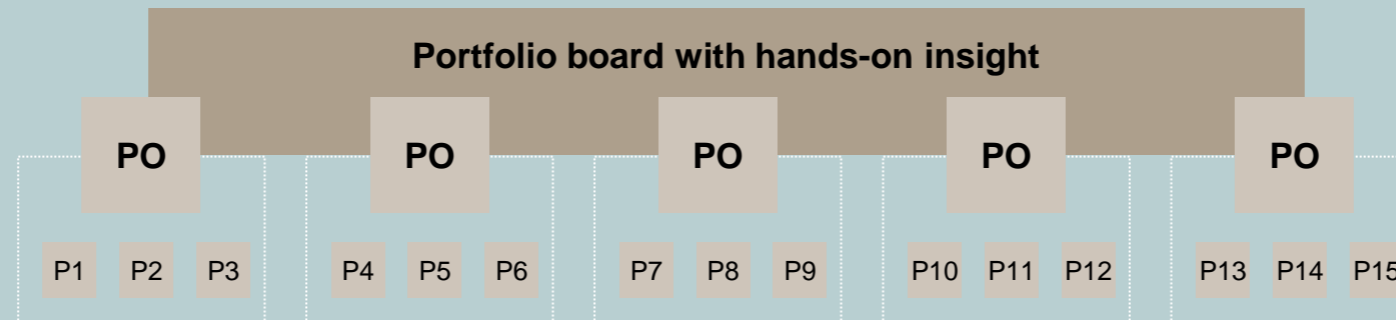 Portfolio board with hands-on insight
PO PO PO PO PO
P1 P2 P3 P4 P5 P6 P7 P8 P9 P10 P11 P12 P13 P14 P15